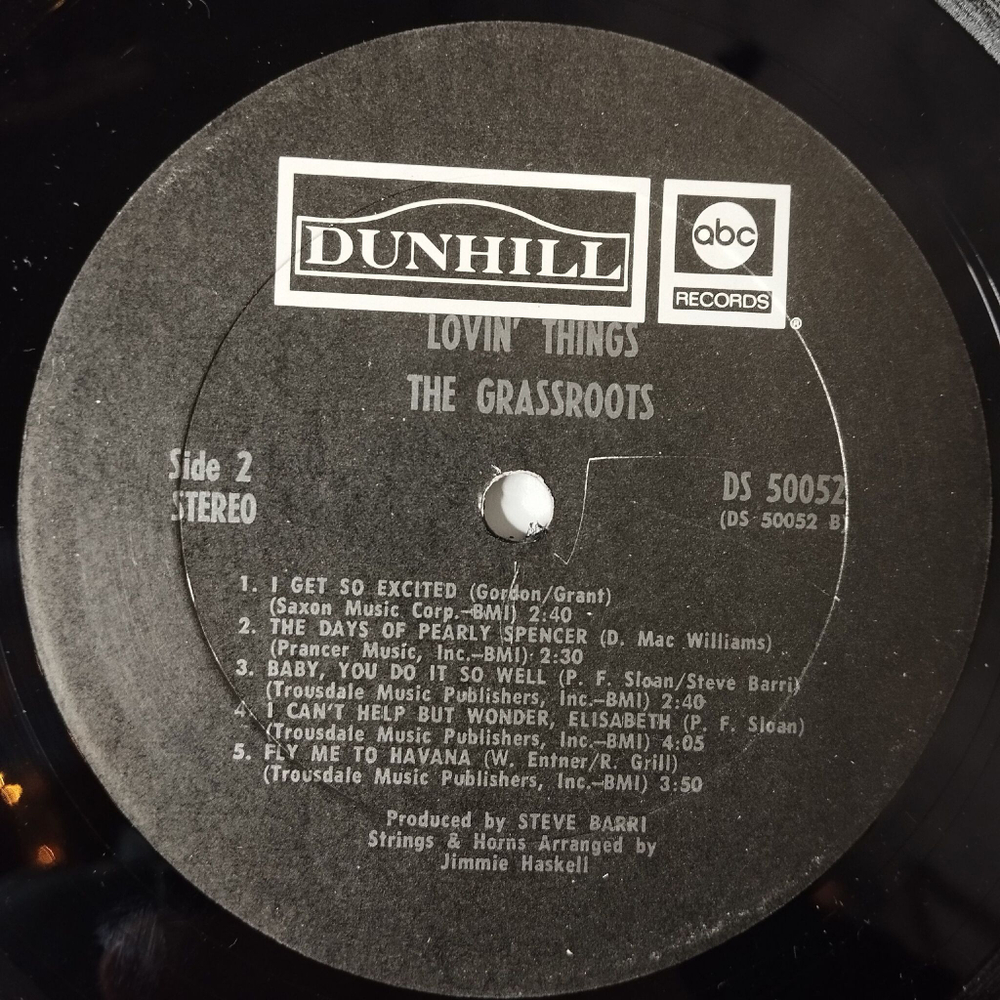 DUNHILL
abc
RECORDS
®
LOVIN' THINGS
THE GRASSROOTS
Side 2
STEREO
DS 50052
(DS 50052 B)
1. I GET SO EXCITED (Gordon/Grant)
(Saxon Music Corp.—BMI) 2:40
2. THE DAYS OF PEARLY SPENCER (D. Mac Williams)
(Prancer Music, Inc.—BMI) 2:30
3. BABY, YOU DO IT SO WELL (P. F. Sloan/Steve Barri)
(Trousdale Music Publishers, Inc.—BMI) 2:40
4. I CAN'T HELP BUT WONDER, ELISABETH (P. F. Sloan)
(Trousdale Music Publishers, Inc.—BMI) 4:05
5. FLY ME TO HAVANA (W. Entner/R. Grill)
(Trousdale Music Publishers, Inc.—BMI) 3:50
Produced by STEVE BARRI
Strings & Horns Arranged by
Jimmie Haskell